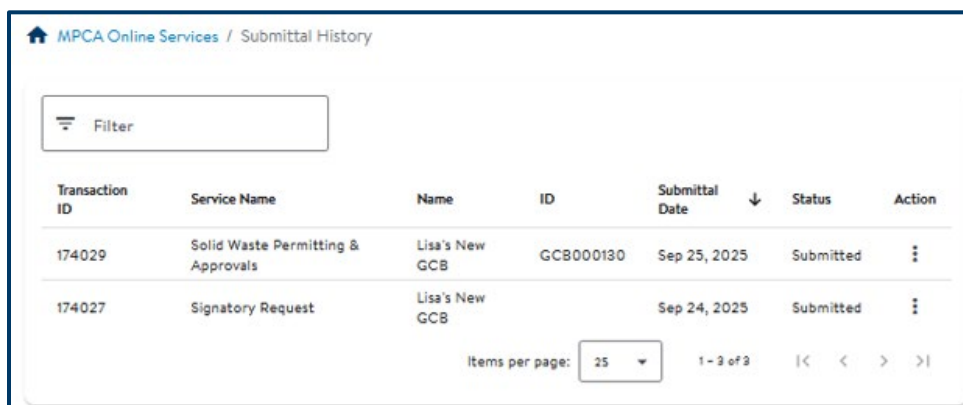 MPCA Online Services / Submittal History
Filter
Transaction ID Service Name Name ID Submittal Date Status Action
174029 Solid Waste Permitting & Approvals Lisa's New GCB GCB000130 Sep 25, 2025 Submitted
174027 Signatory Request Lisa's New GCB Sep 24, 2025 Submitted
Items per page: 25 1 – 3 of 3